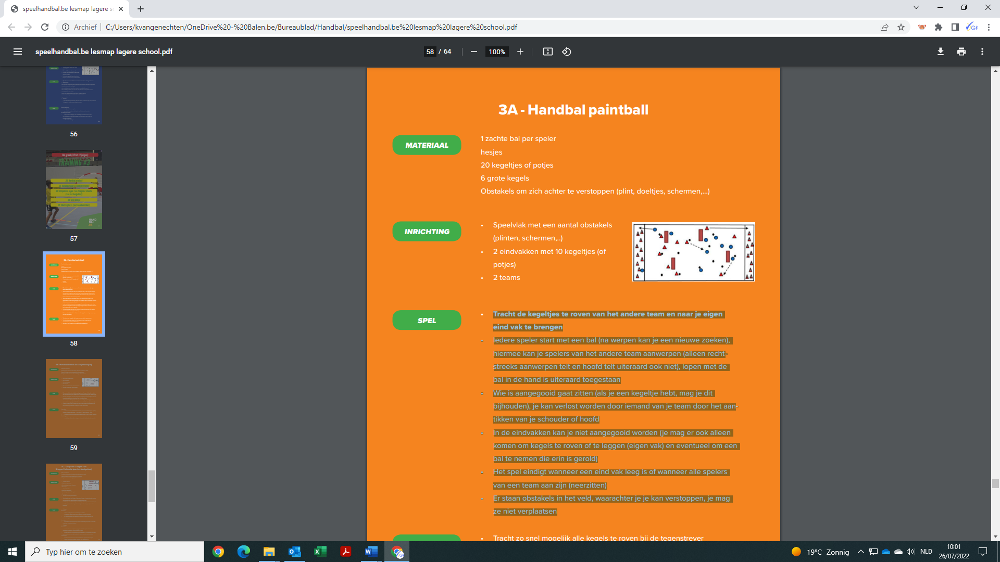 speelhandbal.be lesmap lagere s
Archief
C:/Users/kvangenechten/OneDrive%20-%20Balen.be/Bureaublad/Handbal/speelhandbal.be%20lesmap%20lagere%20school.pdf
speelhandbal.be lesmap lagere school.pdf
58 / 64
100%
56
TRAINING #3
57
58
59
3A - Handbal paintball
MATERIAAL
1 zachte bal per speler
hesjes
20 kegeltjes of potjes
6 grote kegels
Obstakels om zich achter te verstoppen (plint, doeltjes, schermen,...)
INRICHTING
• Speelvlak met een aantal obstakels
(plinten, schermen,..)
• 2 eindvakken met 10 kegeltjes (of
potjes)
• 2 teams
SPEL
• Tracht de kegeltjes te roven van het andere team en naar je eigen
eind vak te brengen
• Iedere speler start met een bal (na werpen kan je een nieuwe zoeken),
hiermee kan je spelers van het andere team aanwerpen (alleen recht-
streeks aanwerpen telt en hoofd telt uiteraard ook niet), lopen met de
bal in de hand is uiteraard toegestaan
• Wie is aangegooid gaat zitten (als je een kegeltje hebt, mag je dit
bijhouden), je kan verlost worden door iemand van je team door het aan-
tikken van je schouder of hoofd
• In de eindvakken kan je niet aangegooid worden (je mag er ook alleen
komen om kegels te roven of te leggen (eigen vak) en eventueel om een
bal te nemen die erin is gerold)
• Het spel eindigt wanneer een eind vak leeg is of wanneer alle spelers
van een team aan zijn (neerzitten)
• Er staan obstakels in het veld, waarachter je je kan verstoppen, je mag
ze niet verplaatsen
• Tracht zo snel mogelijk alle kegels te roven bij de tegenstrever
Typ hier om te zoeken
19°C Zonnig
NLD
10:01
26/07/2022